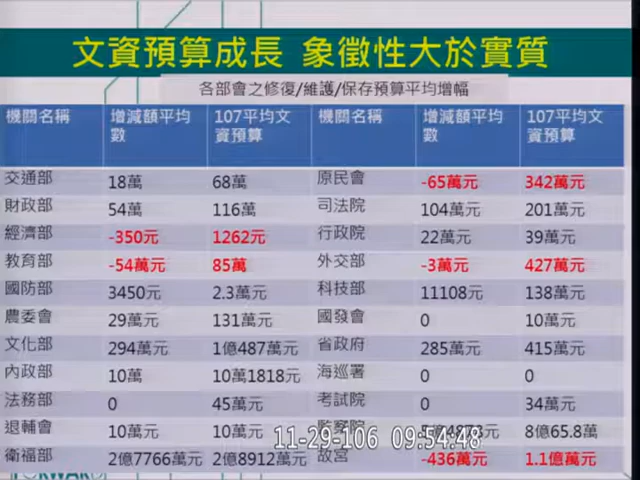 文資預算成長 象徵性大於實質
各部會之修復/維護/保存預算平均增幅
機關名稱 增減額平均數 107平均文資預算 機關名稱 增減額平均數 107平均文資預算
交通部 18萬 68萬 原民會 -65萬元 342萬元
財政部 54萬 116萬 司法院 104萬元 201萬元
經濟部 -350元 1262元 行政院 22萬元 39萬元
教育部 -54萬元 85萬 外交部 -3萬元 427萬元
國防部 3450元 2.3萬元 科技部 11108元 138萬元
農委會 29萬元 131萬元 國發會 0 10萬元
文化部 294萬元 1億487萬元 省政府 285萬元 415萬元
內政部 10萬 10萬1818元 海巡署 0 0
法務部 0 45萬元 考試院 0 34萬元
退輔會 10萬元 10萬元 監察院 8億65.8萬
衛福部 2億7766萬元 2億8912萬元 故宮 -436萬元 1.1億萬元
11-29-106 09:54:48